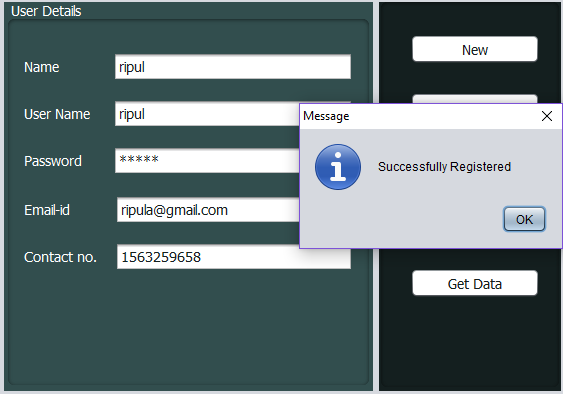 User Details
Name
ripul
User Name
ripul
Password
*****
Email-id
ripula@gmail.com
Contact no.
1563259658
New
Message
Successfully Registered
OK
Get Data